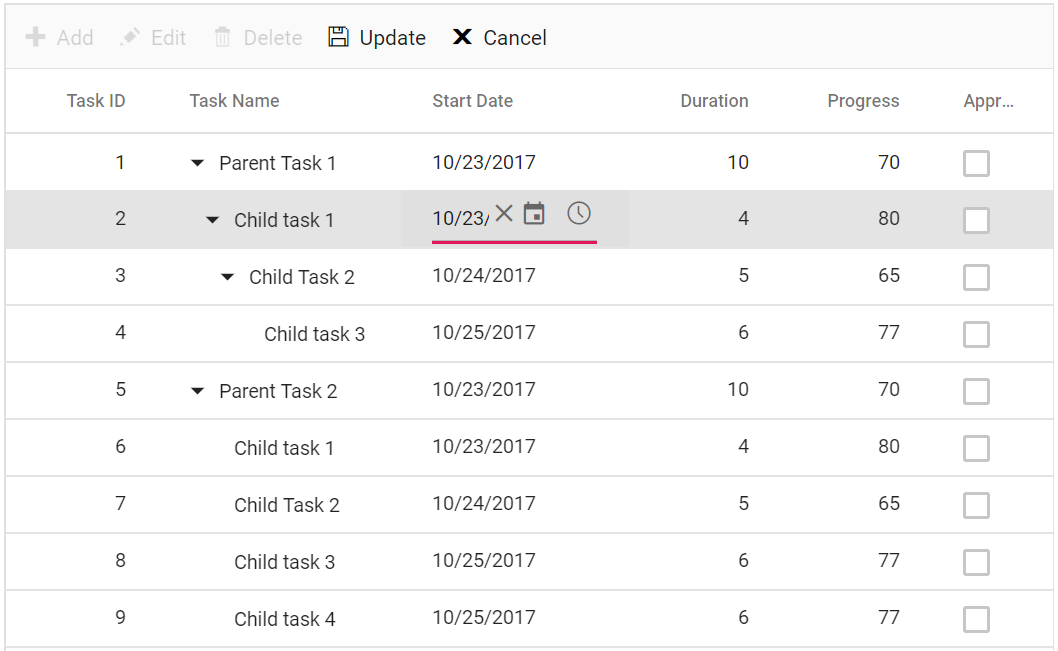 Add Edit Delete Update Cancel
Task ID Task Name Start Date Duration Progress Appr...
1 Parent Task 1 10/23/2017 10 70
2 Child task 1 10/23/ 4 80
3 Child Task 2 10/24/2017 5 65
4 Child task 3 10/25/2017 6 77
5 Parent Task 2 10/23/2017 10 70
6 Child task 1 10/23/2017 4 80
7 Child Task 2 10/24/2017 5 65
8 Child task 3 10/25/2017 6 77
9 Child task 4 10/25/2017 6 77